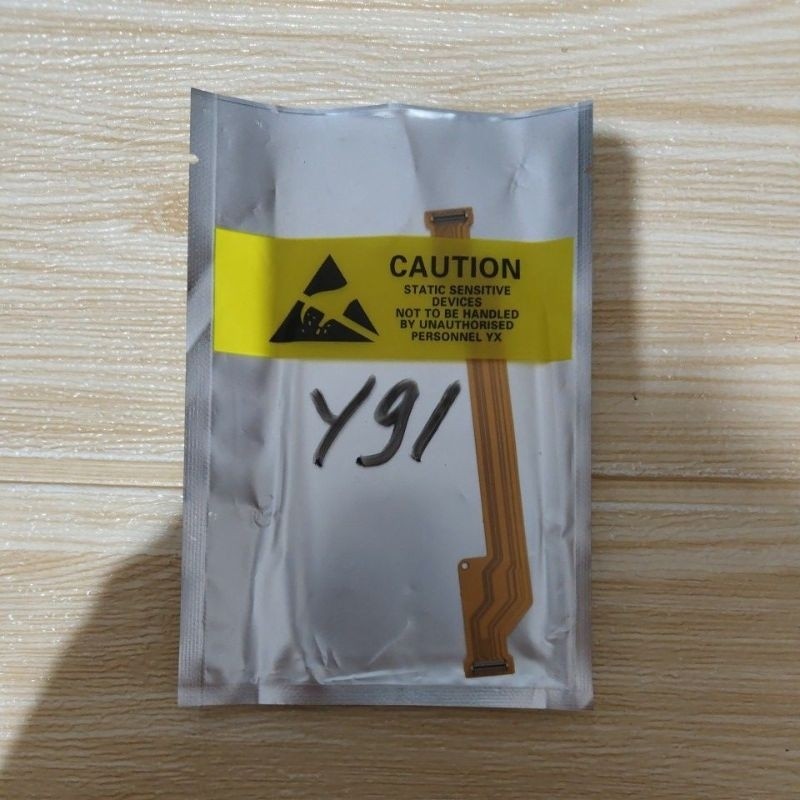 CAUTION
STATIC SENSITIVE
DEVICES
NOT TO BE HANDLED
BY UNAUTHORISED
PERSONNEL YX
Y91